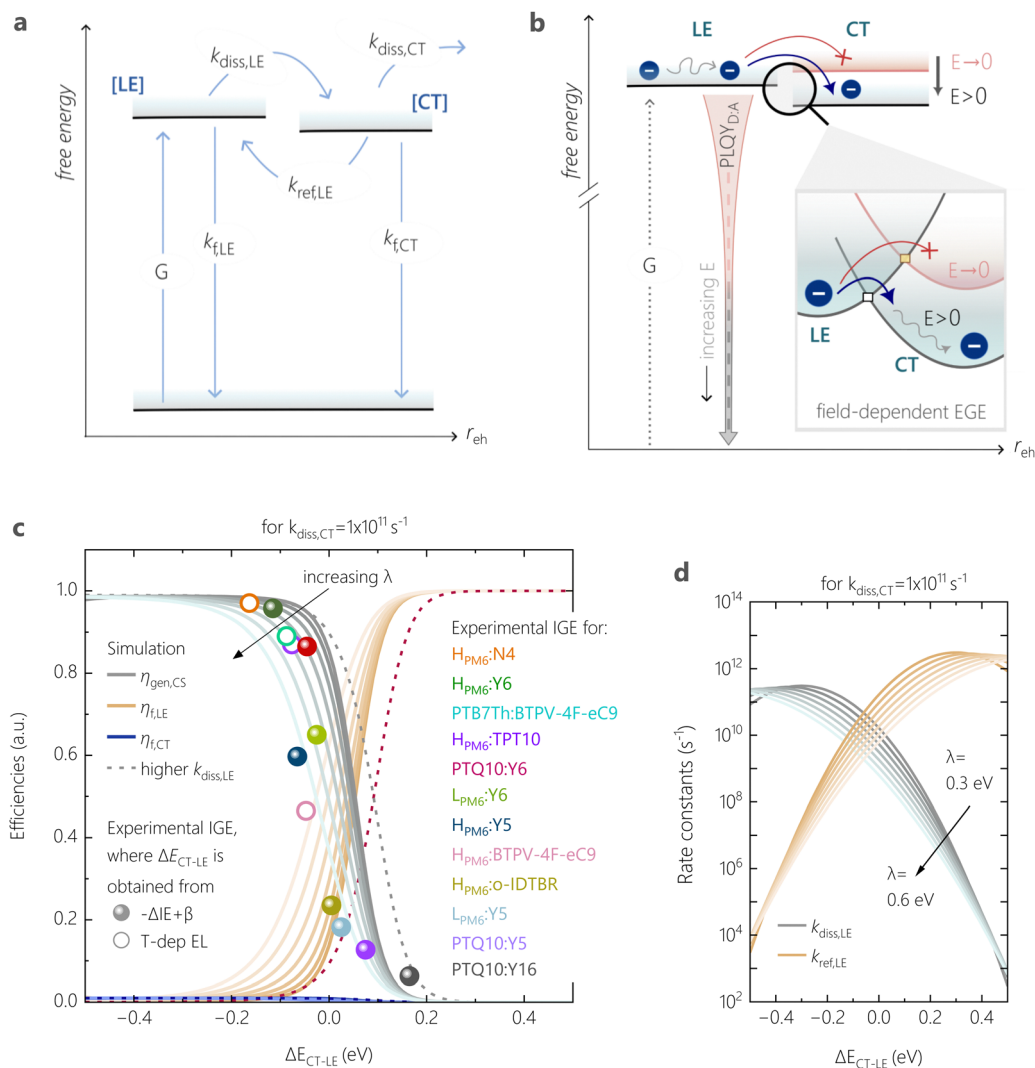 a
free energy
[LE]
k_diss,LE
k_diss,CT
[CT]
k_ref,LE
k_f,LE
k_f,CT
G
r_eh
b
free energy
LE
CT
E→0
E>0
PLQY_D:A
G
increasing E
E→0
LE
E>0
CT
field-dependent EGE
r_eh
c
for k_diss,CT=1x10^11 s^-1
increasing λ
Simulation
η_gen,CS
η_f,LE
η_f,CT
higher k_diss,LE
Experimental IGE,
where ΔE_CT-LE is
obtained from
-ΔIE+β
T-dep EL
Experimental IGE for:
H_PM6:N4
H_PM6:Y6
PTB7Th:BTPV-4F-eC9
H_PM6:TPT10
PTQ10:Y6
L_PM6:Y6
H_PM6:Y5
H_PM6:BTPV-4F-eC9
H_PM6:o-IDTBR
L_PM6:Y5
PTQ10:Y5
PTQ10:Y16
Efficiencies (a.u.)
1.0
0.8
0.6
0.4
0.2
0.0
−0.4 −0.2 0.0 0.2 0.4
ΔE_CT-LE (eV)
d
for k_diss,CT=1x10^11 s^-1
Rate constants (s^-1)
10^14
10^12
10^10
10^8
10^6
10^4
10^2
λ=
0.3 eV
λ=
0.6 eV
k_diss,LE
k_ref,LE
−0.4 −0.2 0.0 0.2 0.4
ΔE_CT-LE (eV)